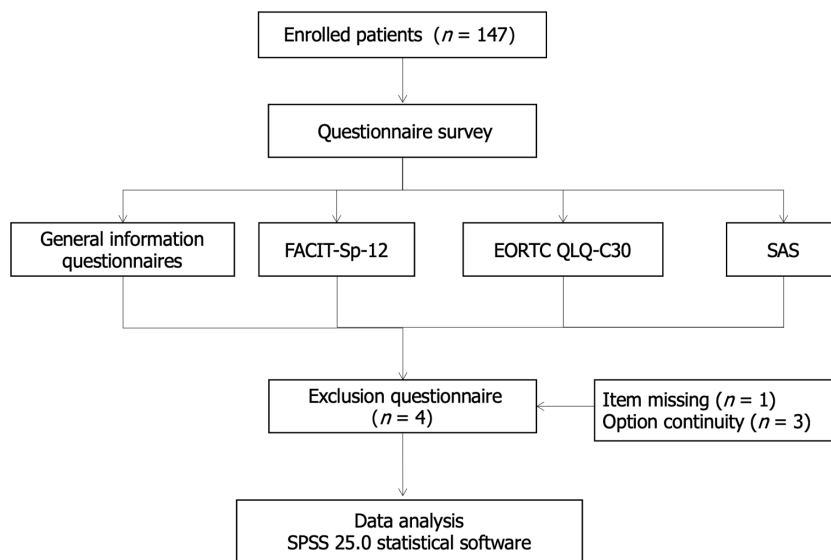 Enrolled patients (n = 147)
Questionnaire survey
General information
questionnaires
FACIT-Sp-12
EORTC QLQ-C30
SAS
Exclusion questionnaire
(n = 4)
Item missing (n = 1)
Option continuity (n = 3)
Data analysis
SPSS 25.0 statistical software